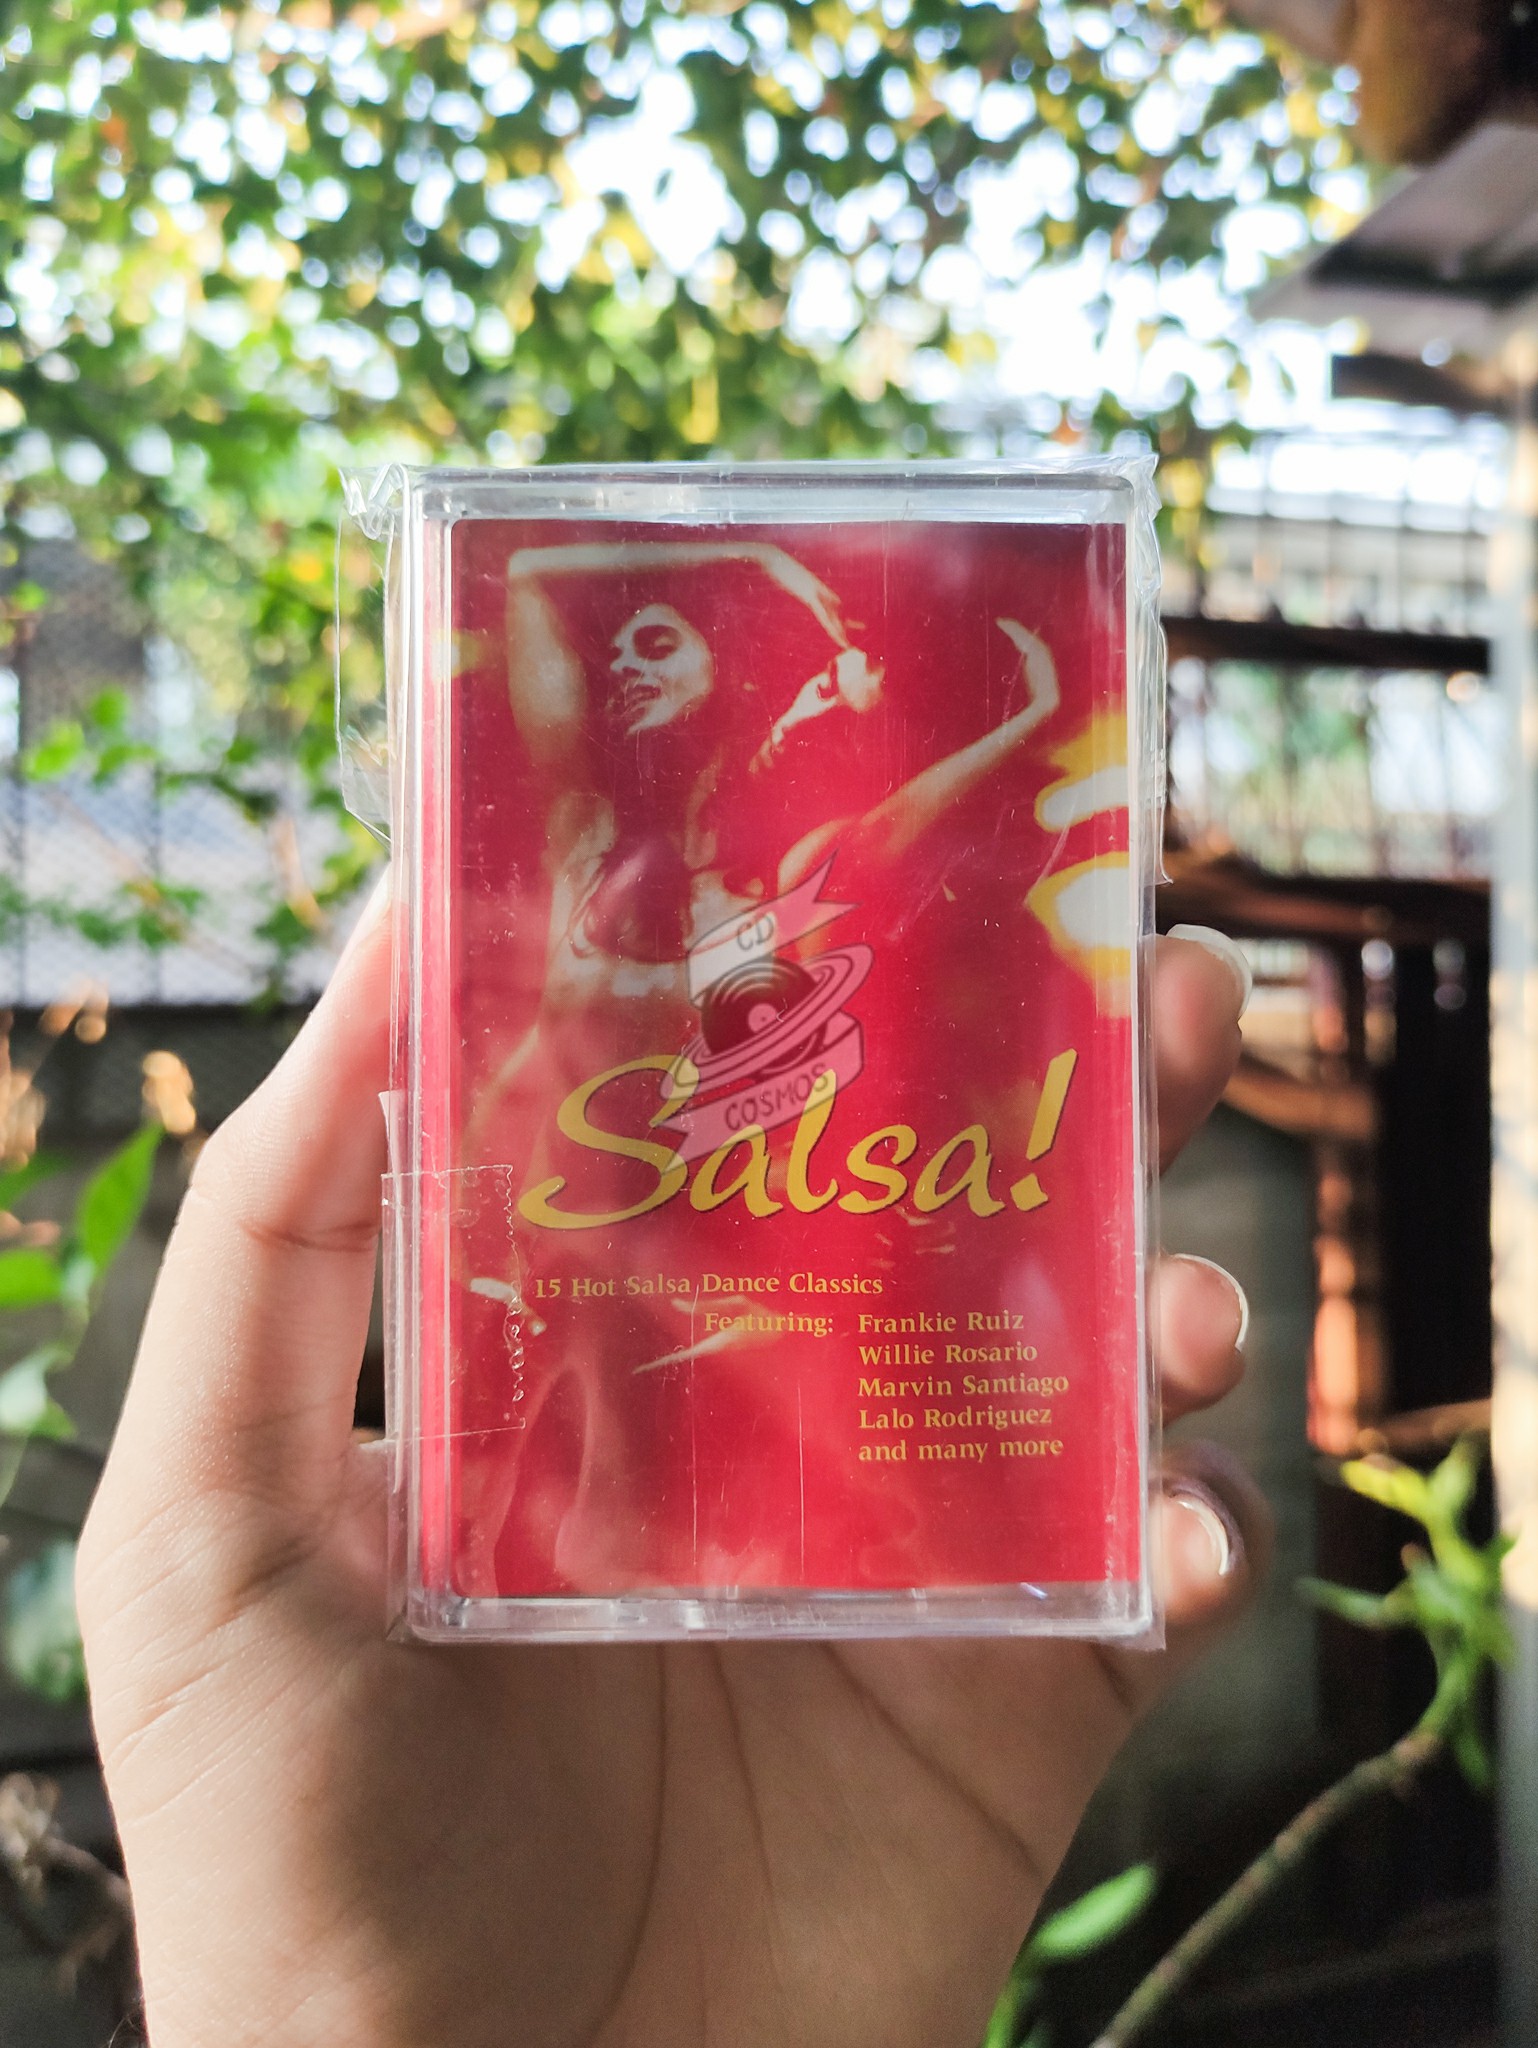 CD
COSMOS
Salsa!
15 Hot Salsa Dance Classics
Featuring: Frankie Ruiz
Willie Rosario
Marvin Santiago
Lalo Rodriguez
and many more